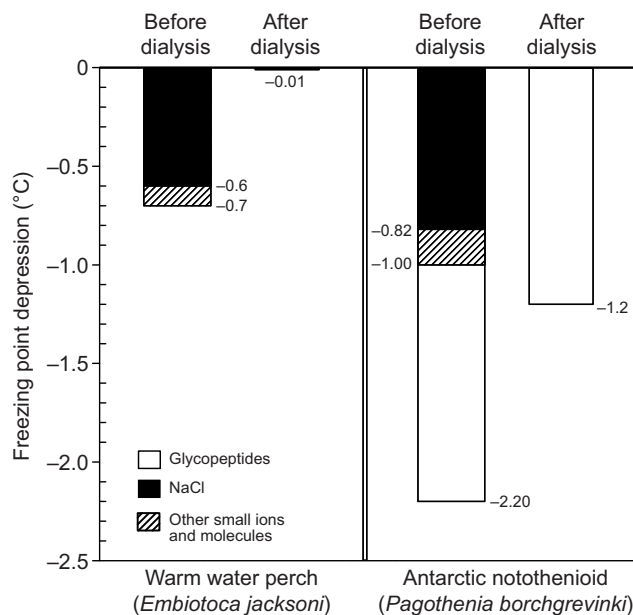 Before dialysis
After dialysis
Before dialysis
After dialysis
Freezing point depression (°C)
0
–0.5
–1.0
–1.5
–2.0
–2.5
–0.01
–0.6
–0.7
–0.82
–1.00
–1.2
–2.20
Glycopeptides
NaCl
Other small ions
and molecules
Warm water perch
(Embiotoca jacksoni)
Antarctic notothenioid
(Pagothenia borchgrevinki)